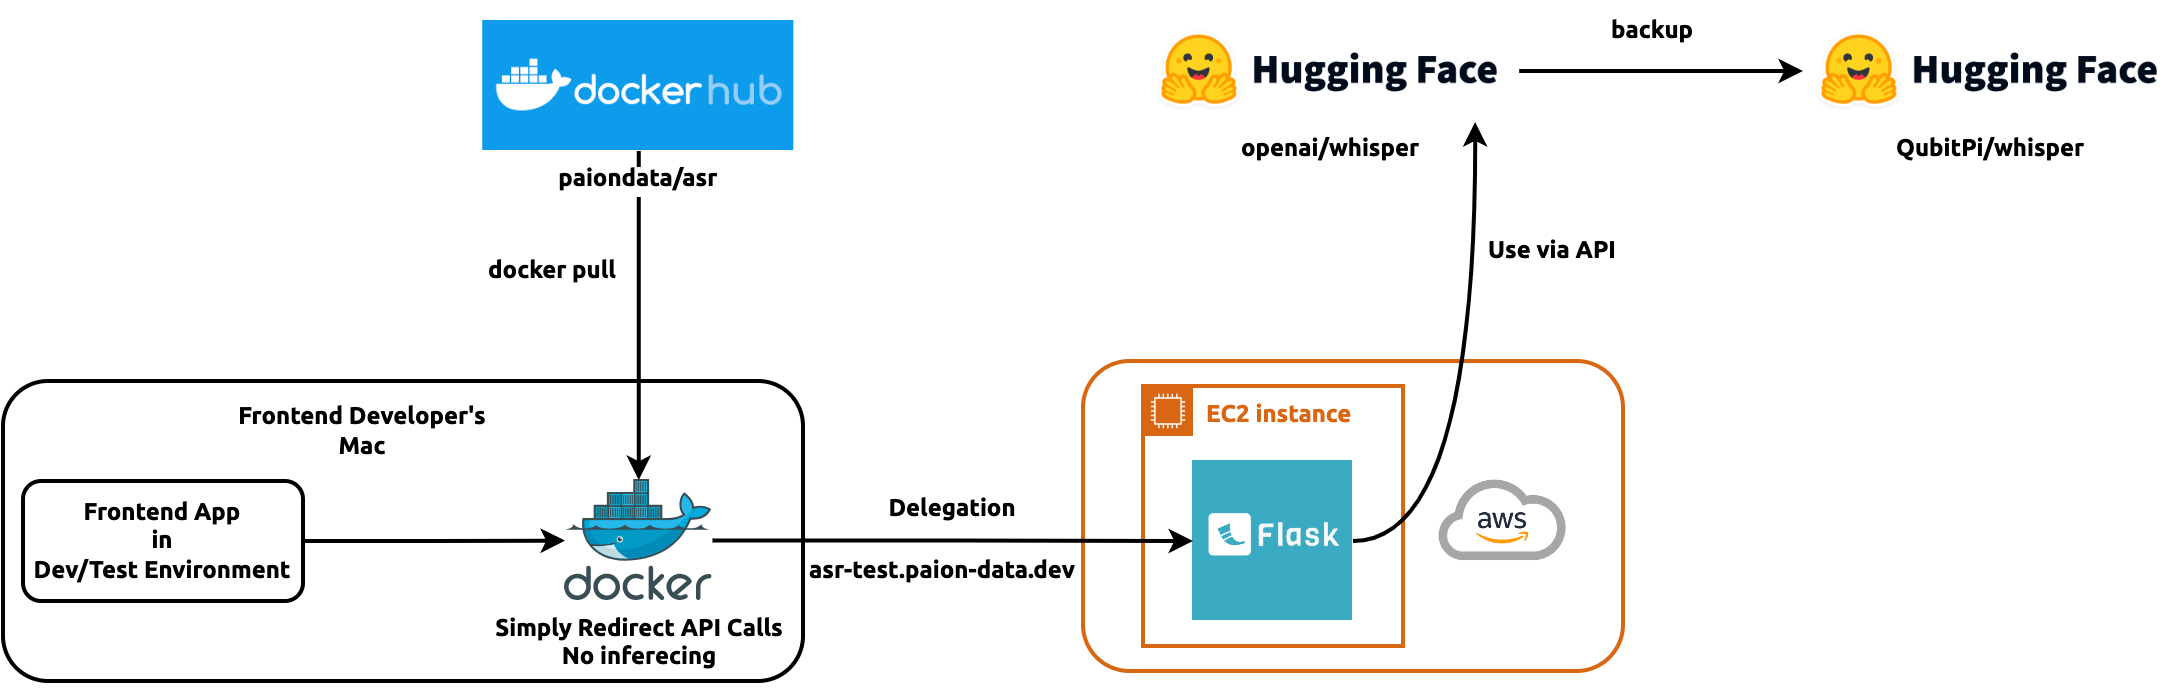 dockerhub
paiondata/asr
docker pull
Hugging Face
openai/whisper
backup
Hugging Face
QubitPi/whisper
Use via API
Frontend Developer's
Mac
Frontend App
in
Dev/Test Environment
docker
Simply Redirect API Calls
No inferecing
Delegation
asr-test.paion-data.dev
EC2 instance
Flask
aws